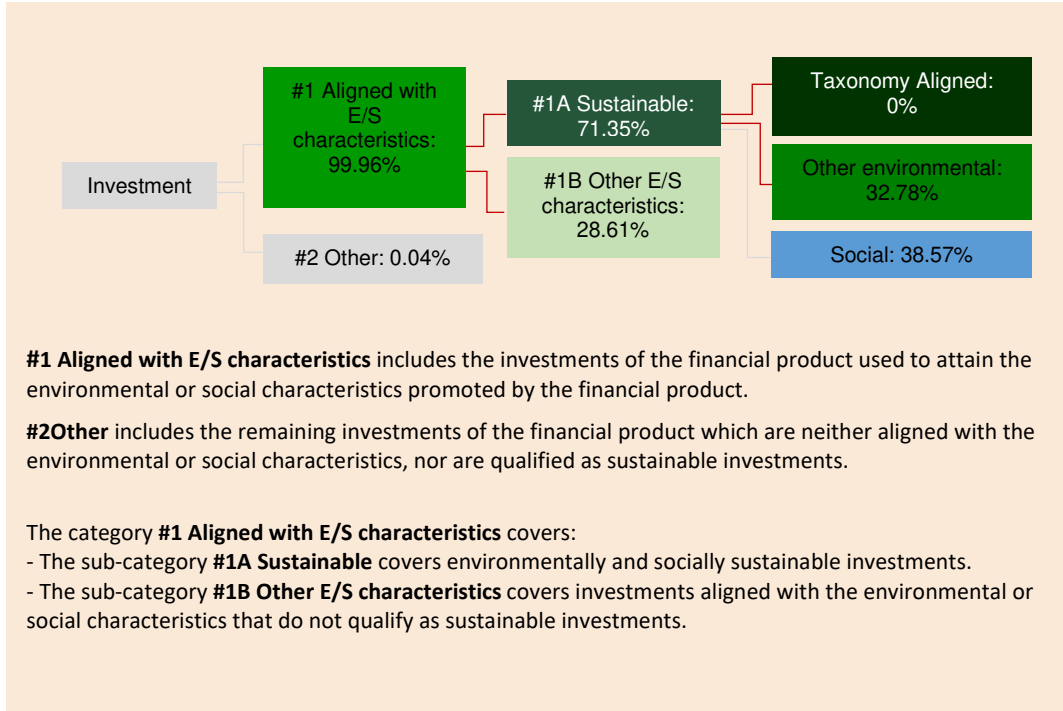 Investment
#1 Aligned with
E/S
characteristics:
99.96%
#2 Other: 0.04%
#1A Sustainable:
71.35%
#1B Other E/S
characteristics:
28.61%
Taxonomy Aligned:
0%
Other environmental:
32.78%
Social: 38.57%
#1 Aligned with E/S characteristics includes the investments of the financial product used to attain the
environmental or social characteristics promoted by the financial product.
#2Other includes the remaining investments of the financial product which are neither aligned with the
environmental or social characteristics, nor are qualified as sustainable investments.
The category #1 Aligned with E/S characteristics covers:
- The sub-category #1A Sustainable covers environmentally and socially sustainable investments.
- The sub-category #1B Other E/S characteristics covers investments aligned with the environmental or
social characteristics that do not qualify as sustainable investments.